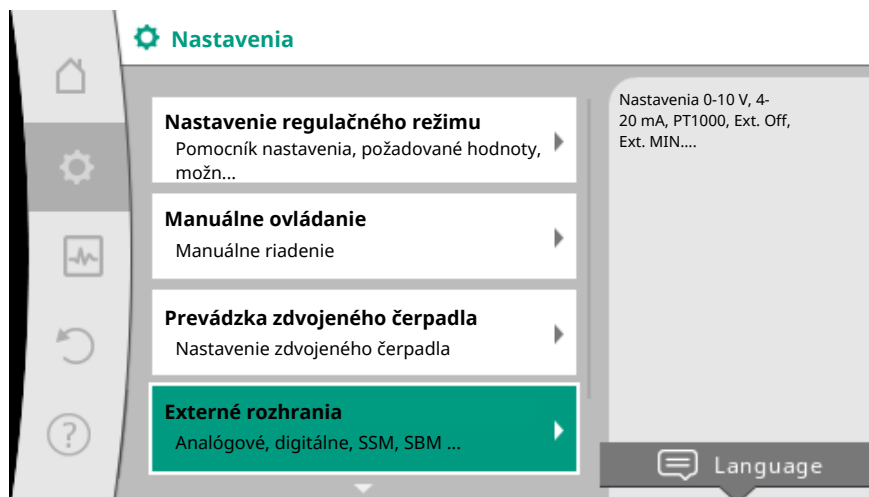 Nastavenia
Nastavenie regulačného režimu
Pomocník nastavenia, požadované hodnoty,
možn...
Manuálne ovládanie
Manuálne riadenie
Prevádzka zdvojeného čerpadla
Nastavenie zdvojeného čerpadla
Externé rozhrania
Analógové, digitálne, SSM, SBM ...
Nastavenia 0-10 V, 4-
20 mA, PT1000, Ext. Off,
Ext. MIN....
Language